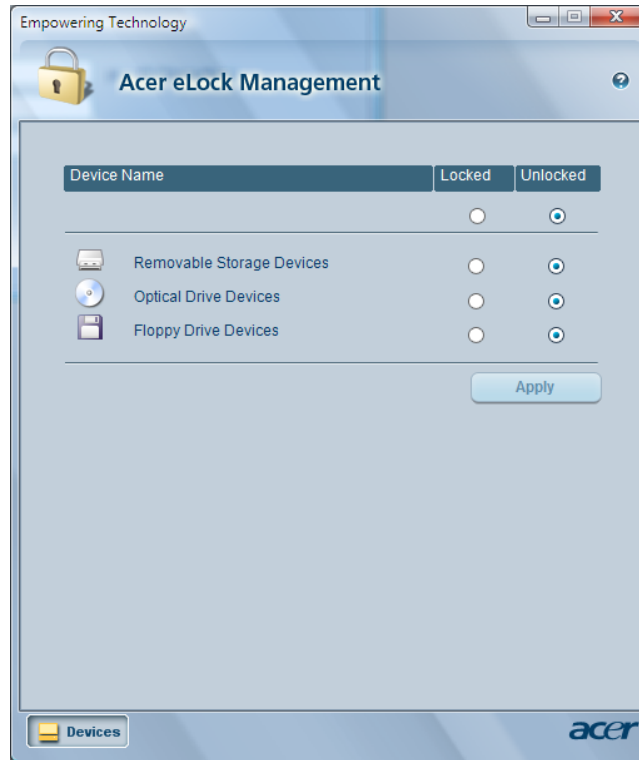 Empowering Technology
Acer eLock Management
Device Name Locked Unlocked
Removable Storage Devices
Optical Drive Devices
Floppy Drive Devices
Apply
Devices
acer